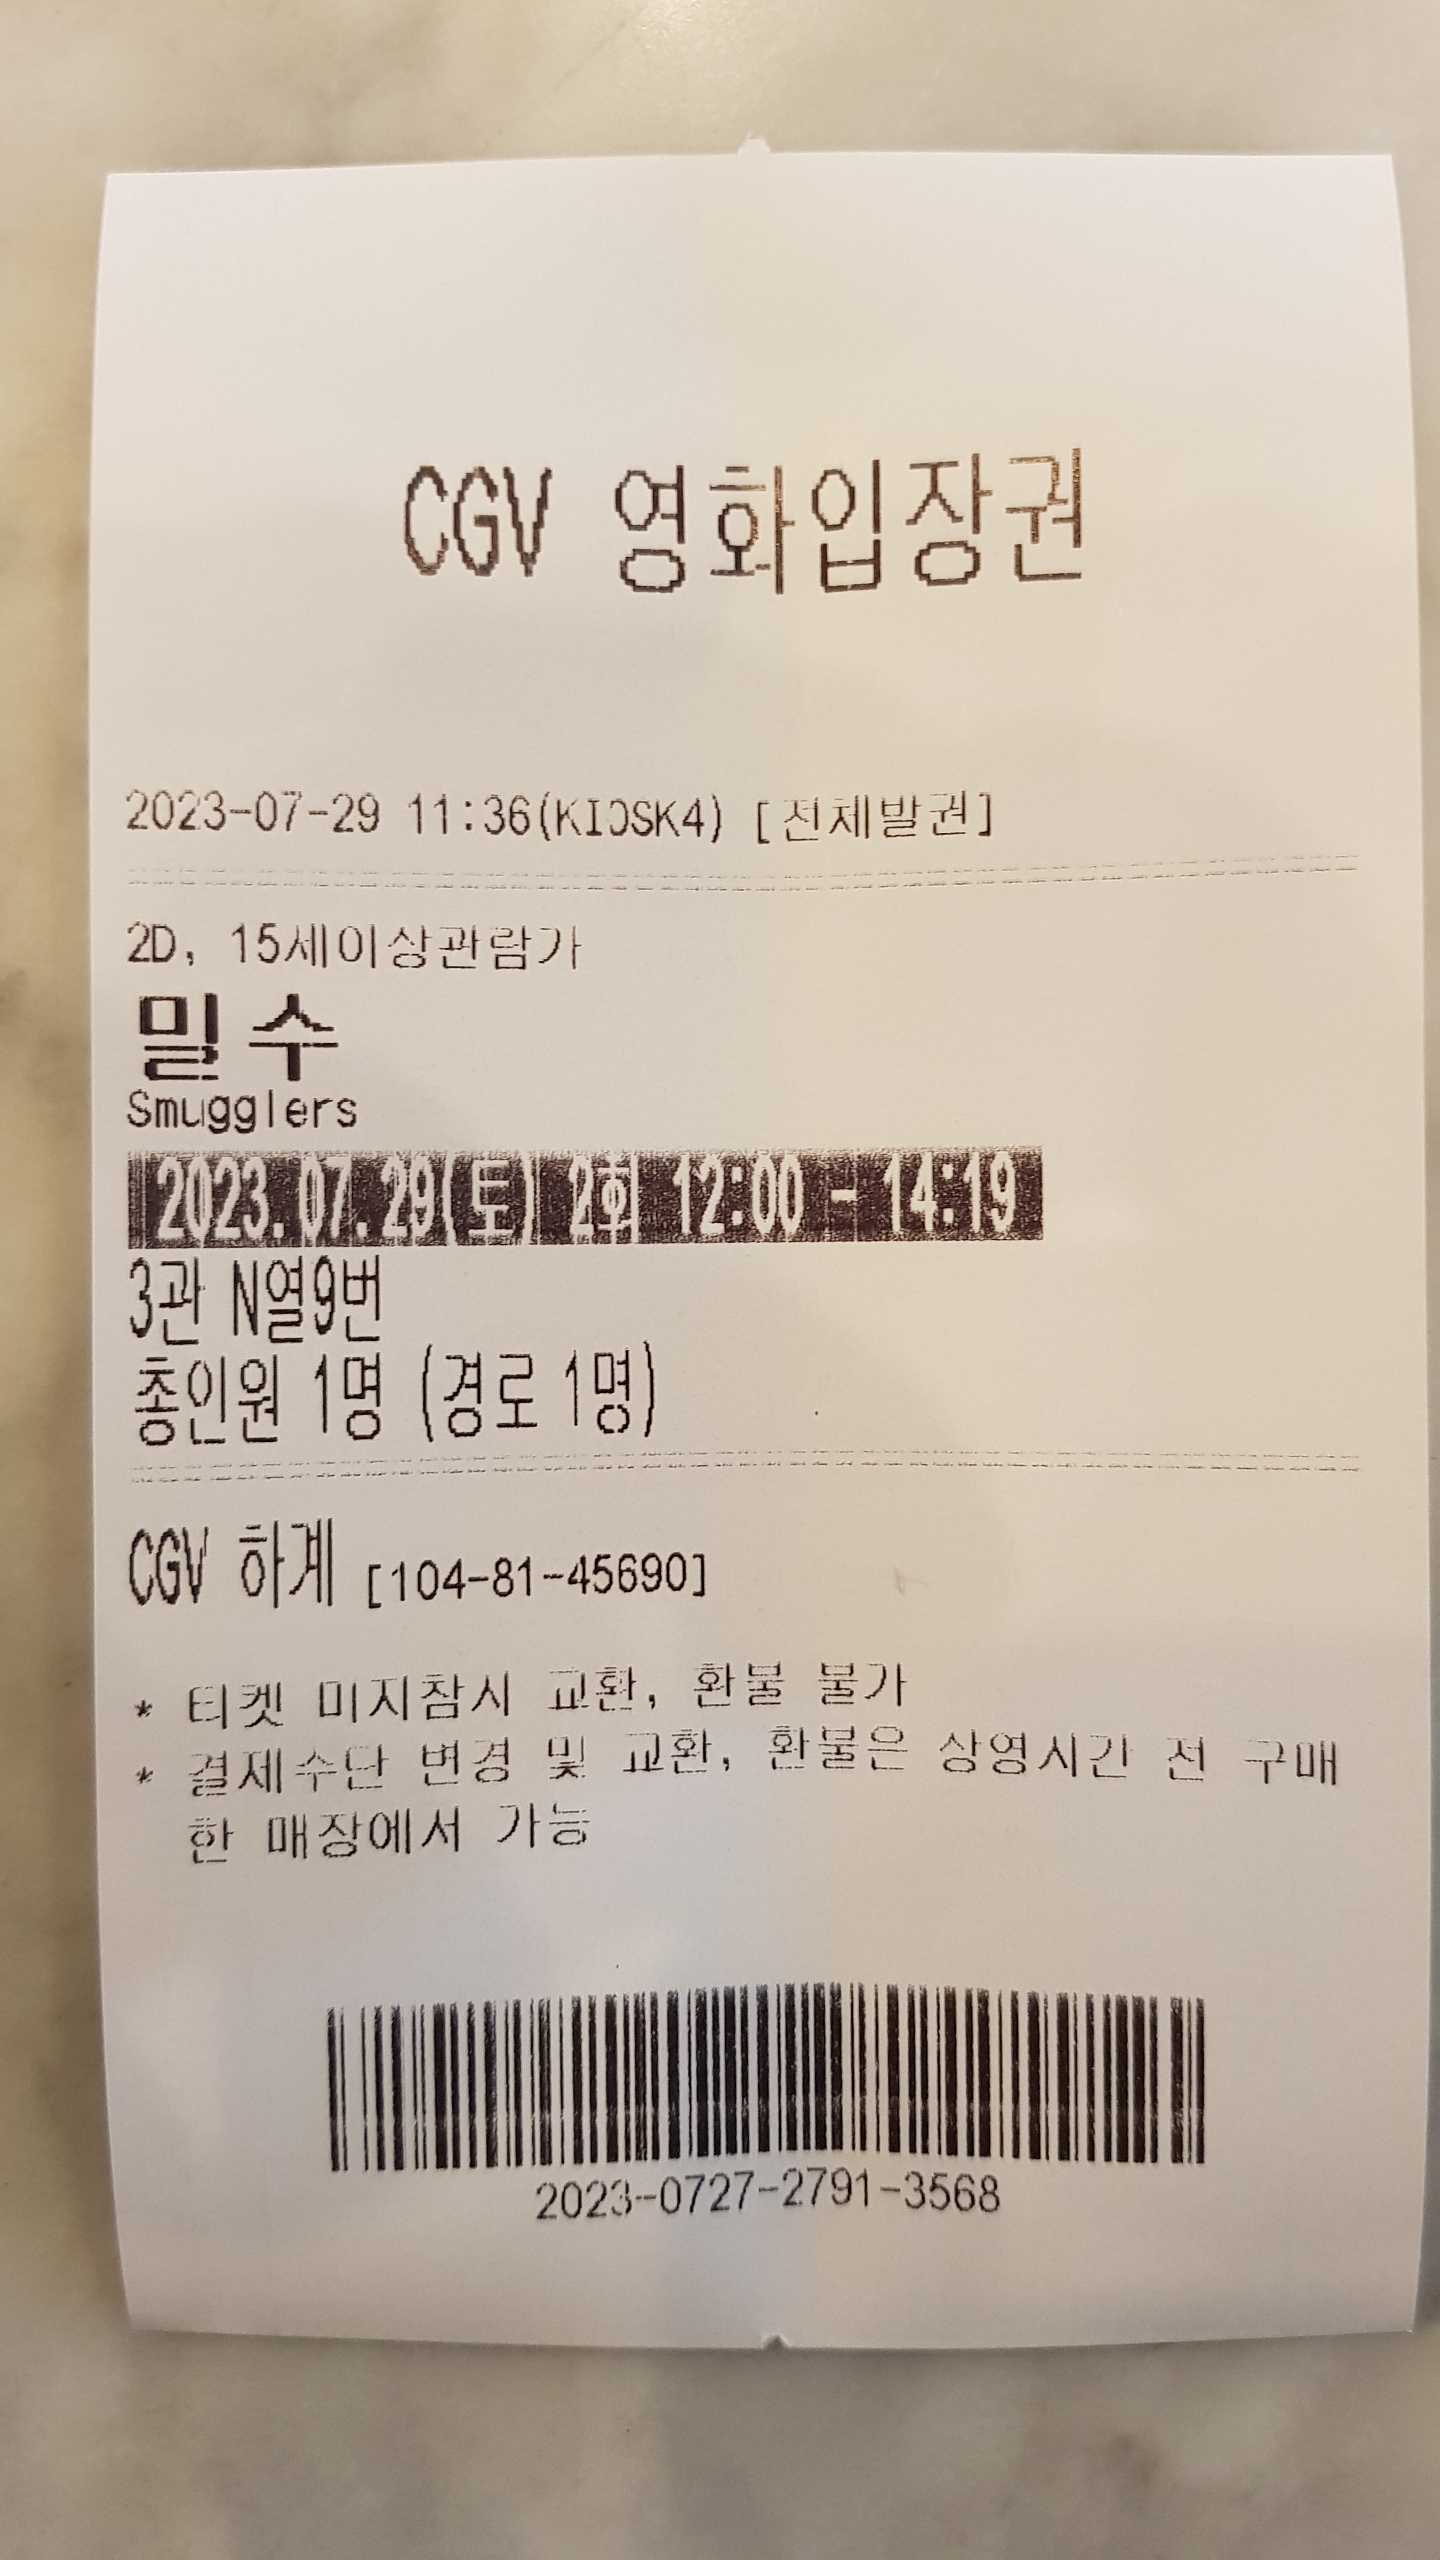 CGV 영화입장권
2023-07-29 11:36(KIOSK4) [전체발권]
2D, 15세이상관람가
밀수
Smugglers
2023.07.29(토) 2회 12:00 - 14:19
3관 N열9번
총인원 1명 (경로 1명)
CGV 하계 [104-81-45690]
* 티켓 미지참시 교환, 환불 불가
* 결제수단 변경 및 교환, 환불은 상영시간 전 구매
한 매장에서 가능
2023-0727-2791-3568